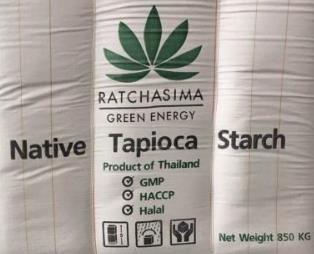 RATCHASIMA
GREEN ENERGY
Native Tapioca Starch
Product of Thailand
GMP
HACCP
Halal
Net Weight 850 KG